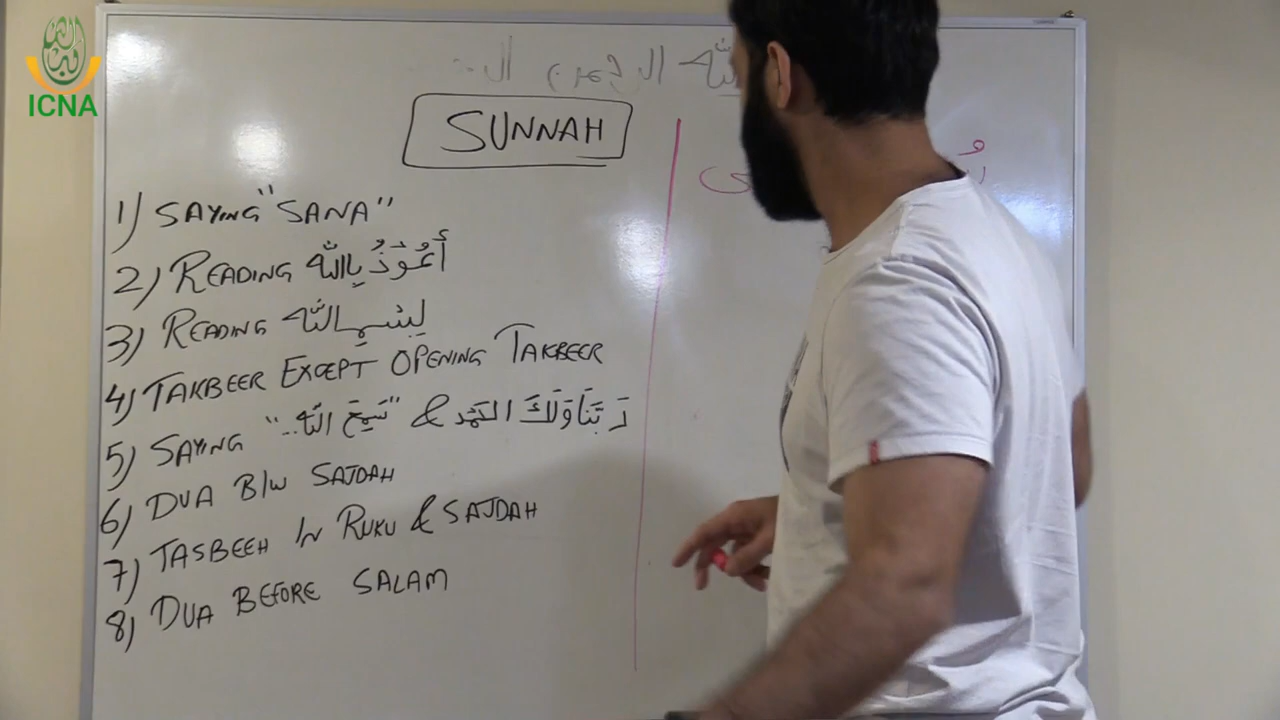 ICNA
SUNNAH
1) SAYING "SANA"
2) READING أَعُوذُ بِاللّٰه
3) READING بِسْمِ اللّٰه
4) TAKBEER EXCEPT OPENING TAKBEER
5) SAYING "سَمِعَ اللّٰه.." & رَبَّنَا وَلَكَ الحَمْد
6) DUA B/W SAJDAH
7) TASBEEH IN RUKU & SAJDAH
8) DUA BEFORE SALAM